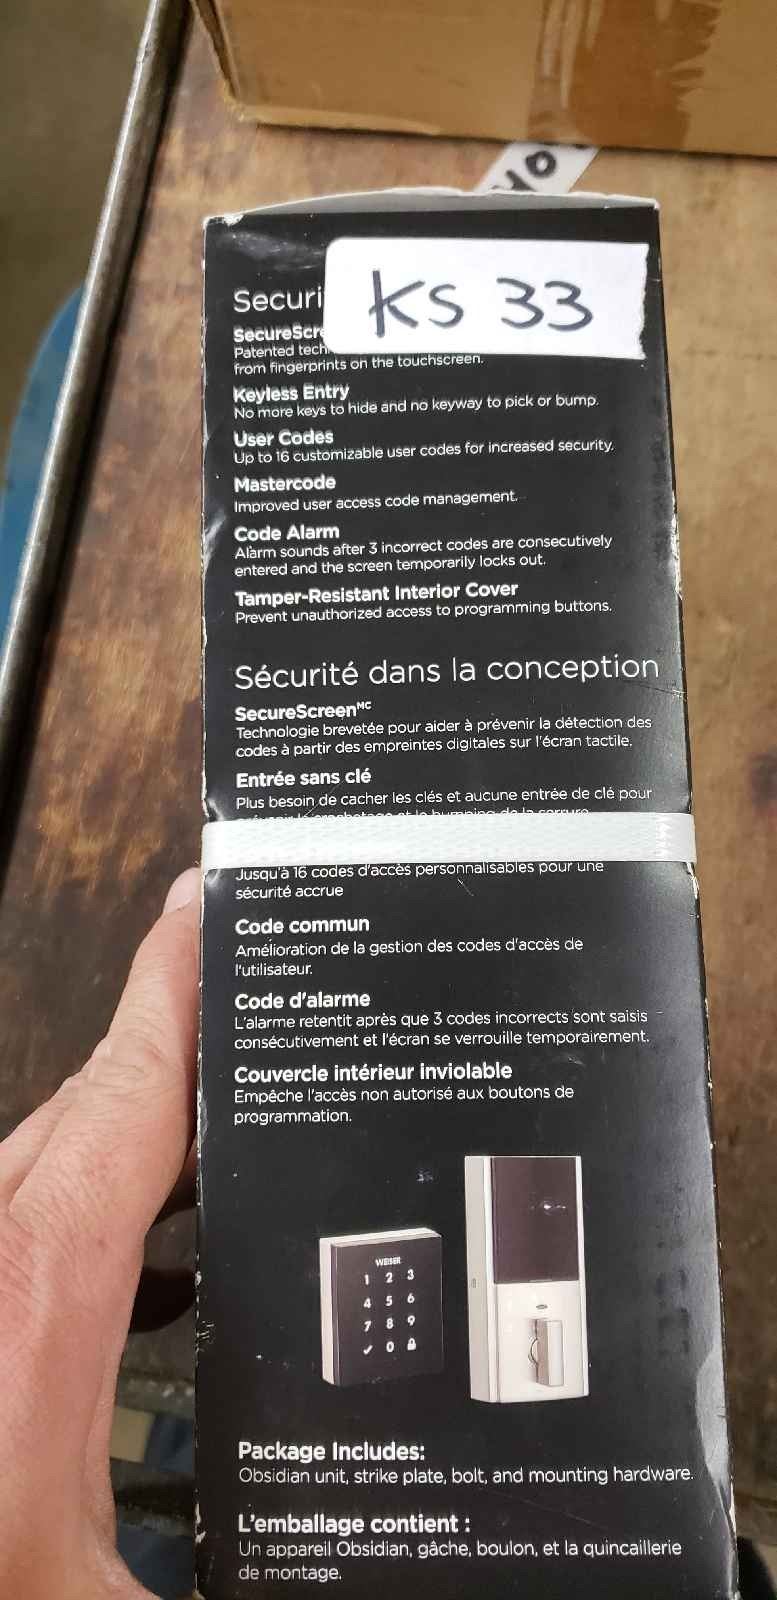 HO
KS 33
Securi
SecureScre
Patented tech
from fingerprints on the touchscreen.
Keyless Entry
No more keys to hide and no keyway to pick or bump.
User Codes
Up to 16 customizable user codes for increased security.
Mastercode
Improved user access code management.
Code Alarm
Alarm sounds after 3 incorrect codes are consecutively
entered and the screen temporarily locks out.
Tamper-Resistant Interior Cover
Prevent unauthorized access to programming buttons.
Sécurité dans la conception
SecureScreenᴹᶜ
Technologie brevetée pour aider à prévenir la détection des
codes à partir des empreintes digitales sur l'écran tactile.
Entrée sans clé
Plus besoin de cacher les clés et aucune entrée de clé pour
Jusqu'à 16 codes d'accès personnalisables pour une
sécurité accrue
Code commun
Amélioration de la gestion des codes d'accès de
l'utilisateur.
Code d'alarme
L'alarme retentit après que 3 codes incorrects sont saisis
consécutivement et l'écran se verrouille temporairement.
Couvercle intérieur inviolable
Empêche l'accès non autorisé aux boutons de
programmation.
WEISER
1 2 3
4 5 6
7 8 9
✓ 0
Package Includes:
Obsidian unit, strike plate, bolt, and mounting hardware.
L'emballage contient :
Un appareil Obsidian, gâche, boulon, et la quincaillerie
de montage.